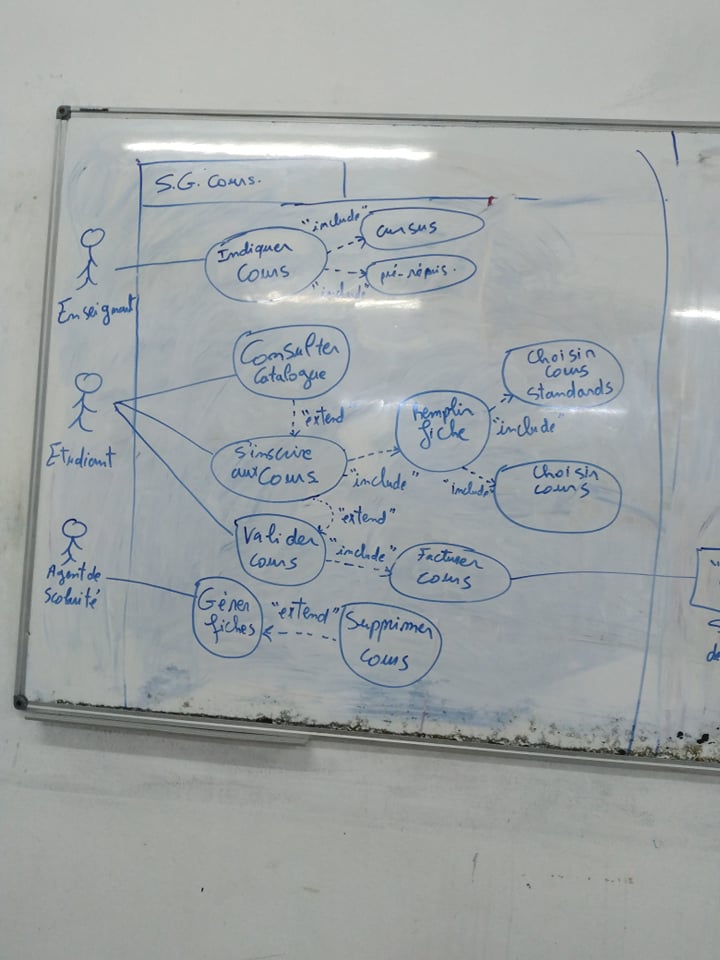 S.G. Cours.
"include"
cursus
Indiquer
Cours
pré-répuis.
"include"
Enseignant
Consulter
Catalogue
Choisir
Cours
Standards
"extend"
Remplir
fiche
"include"
Etudiant
S'inscrire
aux Cours
"include"
"include"
Choisir
cours
"extend"
Valider
cours
"include"
Facturer
cours
Agent de
Scolarité
Gérer
fiches
"extend"
Supprimer
Cours